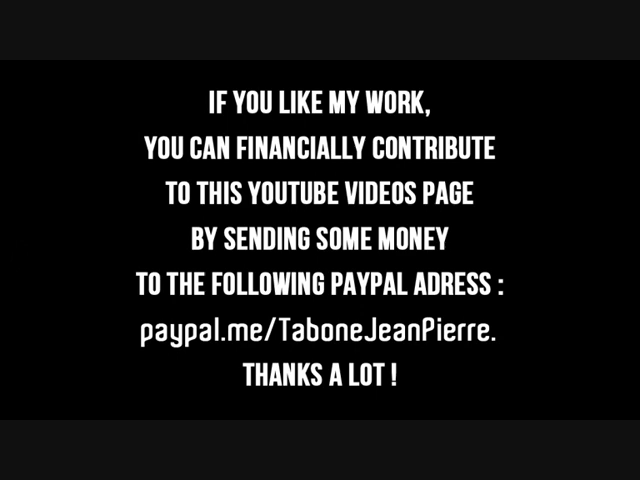 IF YOU LIKE MY WORK,
YOU CAN FINANCIALLY CONTRIBUTE
TO THIS YOUTUBE VIDEOS PAGE
BY SENDING SOME MONEY
TO THE FOLLOWING PAYPAL ADRESS :
paypal.me/TaboneJeanPierre.
THANKS A LOT !